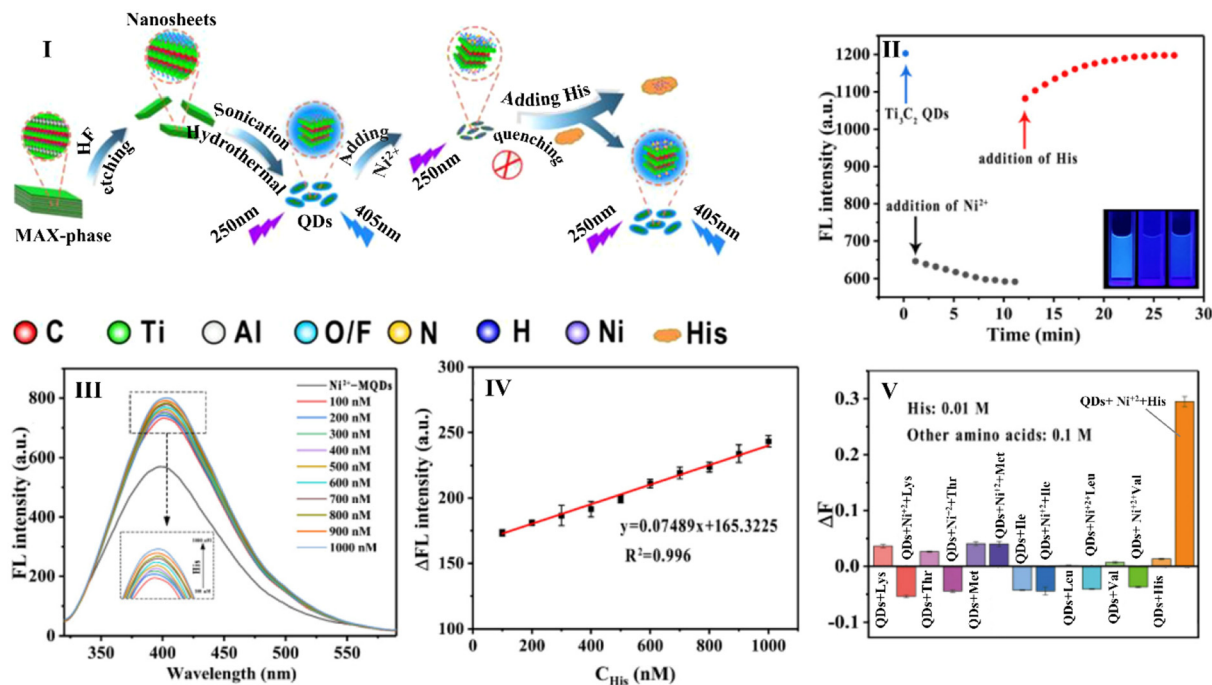 I
Nanosheets
HF
etching
MAX-phase
Sonication
Hydrothermal
250nm
QDs
405nm
Adding
Ni²⁺
250nm
quenching
Adding His
250nm
405nm
C
Ti
Al
O/F
N
H
Ni
His
II
FL intensity (a.u.)
1200
1100
1000
900
800
700
600
Ti₃C₂ QDs
addition of His
addition of Ni²⁺
0 5 10 15 20 25 30
Time (min)
III
FL intensity (a.u.)
800
600
400
200
0
Ni²⁺-MQDs
100 nM
200 nM
300 nM
400 nM
500 nM
600 nM
700 nM
800 nM
900 nM
1000 nM
His
350 400 450 500 550
Wavelength (nm)
IV
ΔFL intensity (a.u.)
300
250
200
150
100
y=0.07489x+165.3225
R²=0.996
0 200 400 600 800 1000
C_His (nM)
V
ΔF
0.3
0.2
0.1
0.0
-0.1
His: 0.01 M
Other amino acids: 0.1 M
QDs+ Ni⁺²+His
QDs+Lys
QDs+Ni⁺²+Lys
QDs+Thr
QDs+Ni⁺²+Thr
QDs+Met
QDs+Ni⁺²+Met
QDs+Ile
QDs+Ni⁺²+Ile
QDs+Leu
QDs+Ni⁺²Leu
QDs+Val
QDs+ Ni⁺²Val
QDs+His